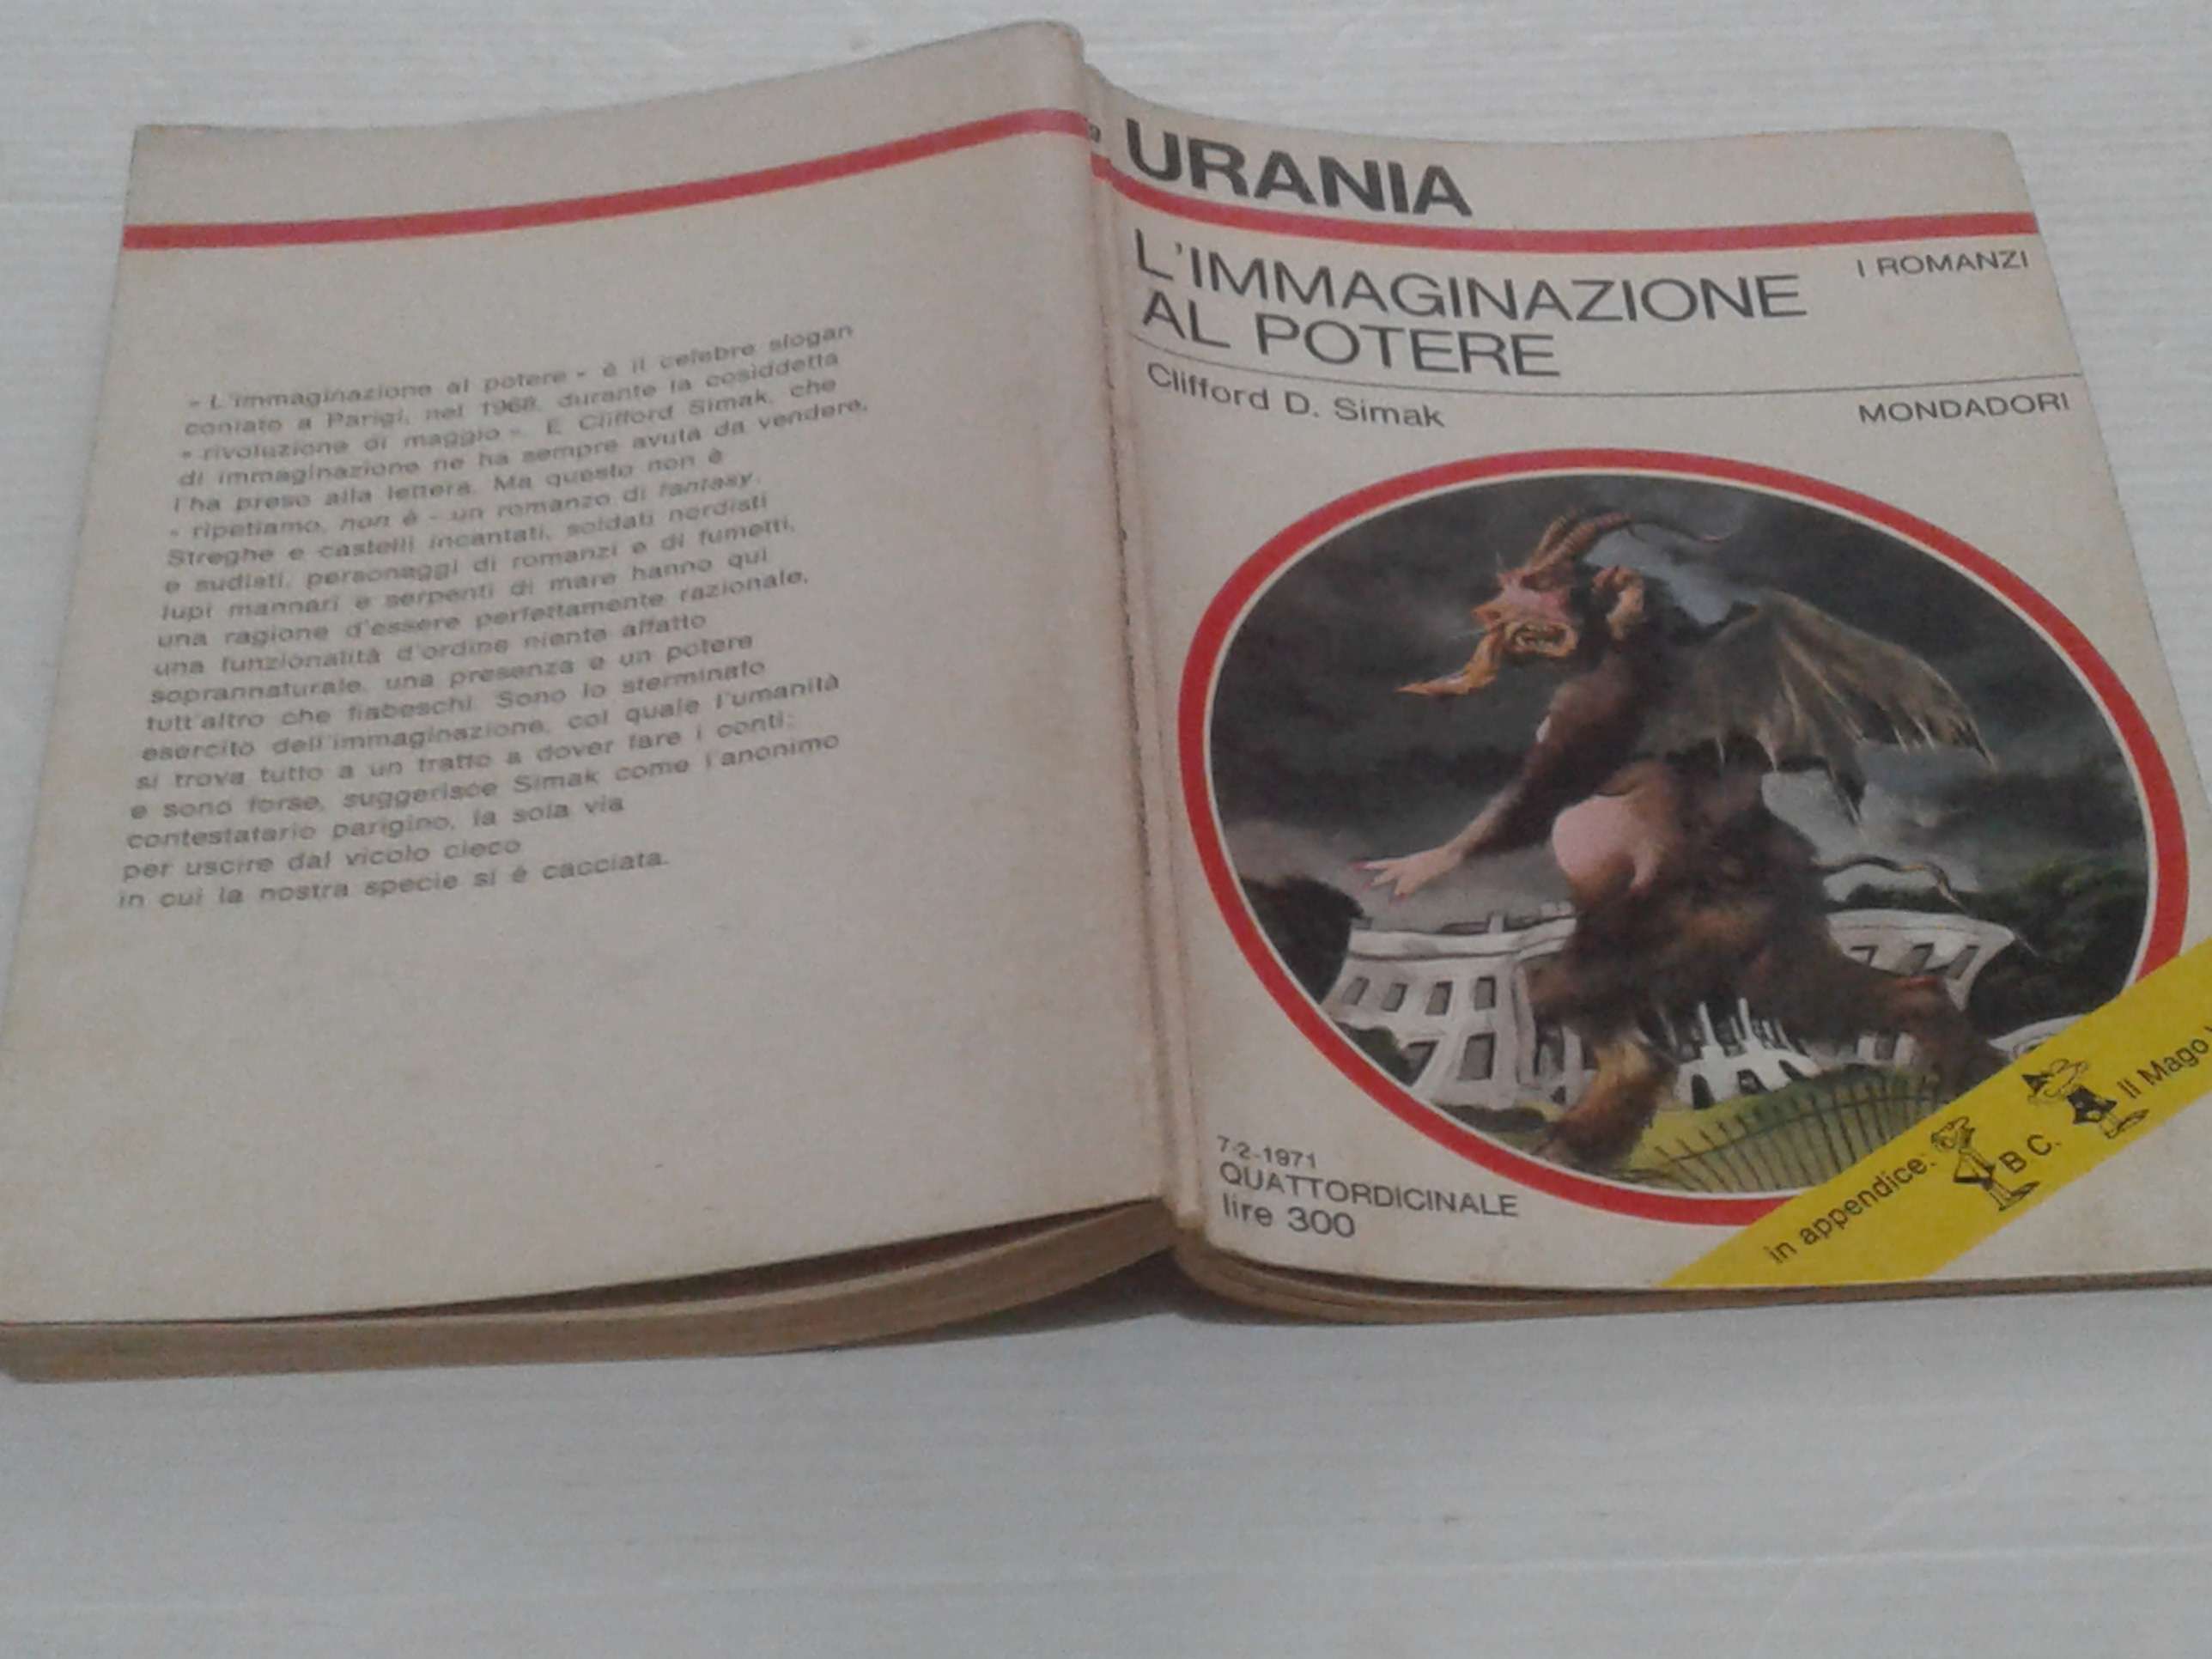 « L'immaginazione al potere » è il celebre slogan
coniato a Parigi, nel 1968, durante la cosiddetta
« rivoluzione di maggio ». E Clifford Simak, che
di immaginazione ne ha sempre avuta da vendere,
l'ha preso alla lettera. Ma questo non è
- ripetiamo, non è - un romanzo di fantasy.
Streghe e castelli incantati, soldati nordisti
e sudisti, personaggi di romanzi e di fumetti,
lupi mannari e serpenti di mare hanno qui
una ragione d'essere perfettamente razionale,
una funzionalità d'ordine niente affatto
soprannaturale, una presenza e un potere
tutt'altro che fiabeschi. Sono lo sterminato
esercito dell'immaginazione, col quale l'umanità
si trova tutto a un tratto a dover fare i conti;
e sono forse, suggerisce Simak come l'anonimo
contestatario parigino, la sola via
per uscire dal vicolo cieco
in cui la nostra specie si è cacciata.
URANIA
L'IMMAGINAZIONE
AL POTERE
I ROMANZI
Clifford D. Simak
MONDADORI
7-2-1971
QUATTORDICINALE
lire 300
in appendice: B.C. Il Mago